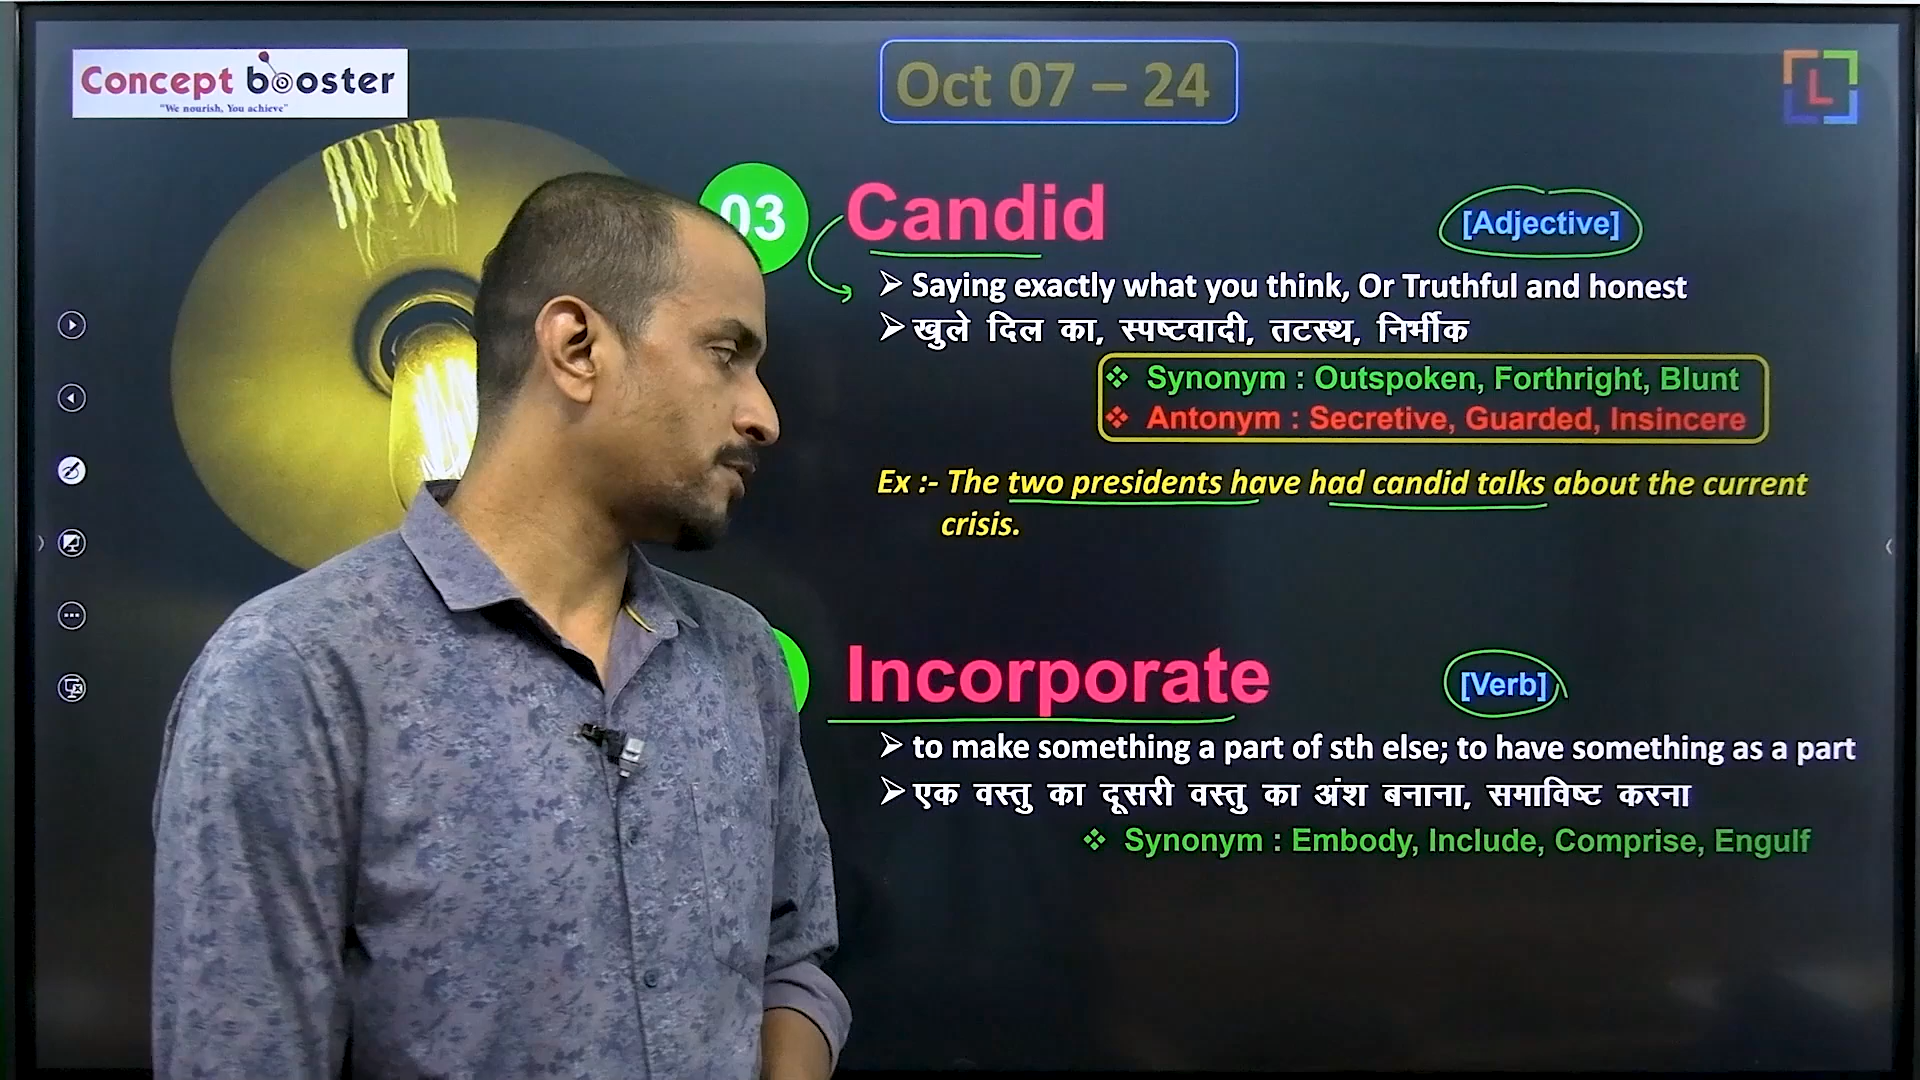 Concept booster
"We nourish, You achieve"
Oct 07 – 24
L
03
Candid
[Adjective]
Saying exactly what you think, Or Truthful and honest
खुले दिल का, स्पष्टवादी, तटस्थ, निर्भीक
Synonym : Outspoken, Forthright, Blunt
Antonym : Secretive, Guarded, Insincere
Ex :- The two presidents have had candid talks about the current
crisis.
Incorporate
[Verb]
to make something a part of sth else; to have something as a part
एक वस्तु का दूसरी वस्तु का अंश बनाना, समाविष्ट करना
Synonym : Embody, Include, Comprise, Engulf